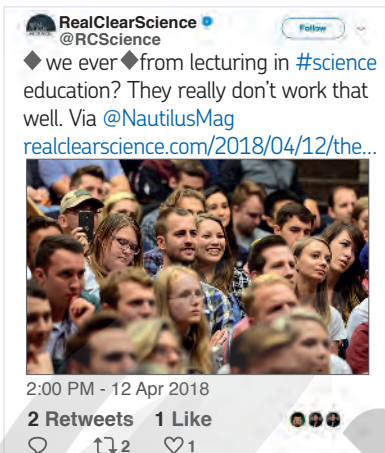 RealClearScience
@RCScience
Follow
◆ we ever ◆ from lecturing in #science
education? They really don't work that
well. Via @NautilusMag
realclearscience.com/2018/04/12/the...
2:00 PM - 12 Apr 2018
2 Retweets 1 Like
2 1